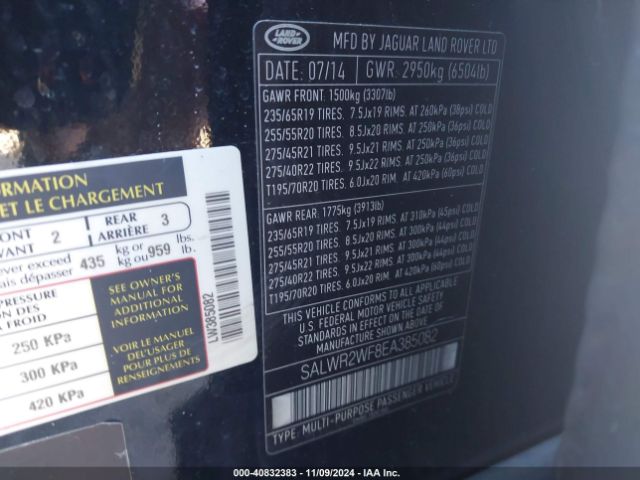 LAND ROVER
MFD BY JAGUAR LAND ROVER LTD
DATE: 07/14 GWR: 2950kg (6504lb)
GAWR FRONT: 1500kg (3307lb)
235/65R19 TIRES. 7.5Jx19 RIMS. AT 260kPa (38psi) COLD
255/55R20 TIRES. 8.5Jx20 RIMS. AT 250kPa (36psi) COLD
275/45R21 TIRES. 9.5Jx21 RIMS. AT 250kPa (36psi) COLD
275/40R22 TIRES. 9.5Jx22 RIMS. AT 250kPa (36psi) COLD
T195/70R20 TIRES. 6.0Jx20 RIM. AT 420kPa (60psi) COLD
GAWR REAR: 1775kg (3913lb)
235/65R19 TIRES. 7.5Jx19 RIMS. AT 310kPa (45psi) COLD
255/55R20 TIRES. 8.5Jx20 RIMS. AT 300kPa (44psi) COLD
275/45R21 TIRES. 9.5Jx21 RIMS. AT 300kPa (44psi) COLD
275/40R22 TIRES. 9.5Jx22 RIMS. AT 300kPa (44psi) COLD
T195/70R20 TIRES. 6.0Jx20 RIM. AT 420kPa (60psi) COLD
THIS VEHICLE CONFORMS TO ALL APPLICABLE
U.S. FEDERAL MOTOR VEHICLE SAFETY
STANDARDS IN EFFECT ON THE DATE OF
MANUFACTURE SHOWN ABOVE.
SALWR2WF8EA385082
TYPE: MULTI-PURPOSE PASSENGER VEHICLE
ORMATION
ET LE CHARGEMENT
ONT 2 REAR 3
VANT ARRIÈRE
ever exceed 435 kg or 959 lbs.
ais dépasser kg ou lb.
PRESSURE
ION DES
À FROID
250 KPa
300 KPa
420 KPa
SEE OWNER'S
MANUAL FOR
ADDITIONAL
INFORMATION
VOIR LE MANUEL
DE L'USAGER
POUR PLUS DE
RENSEIGNEMENTS
LW385082
000-40832383 - 11/09/2024 - IAA Inc.